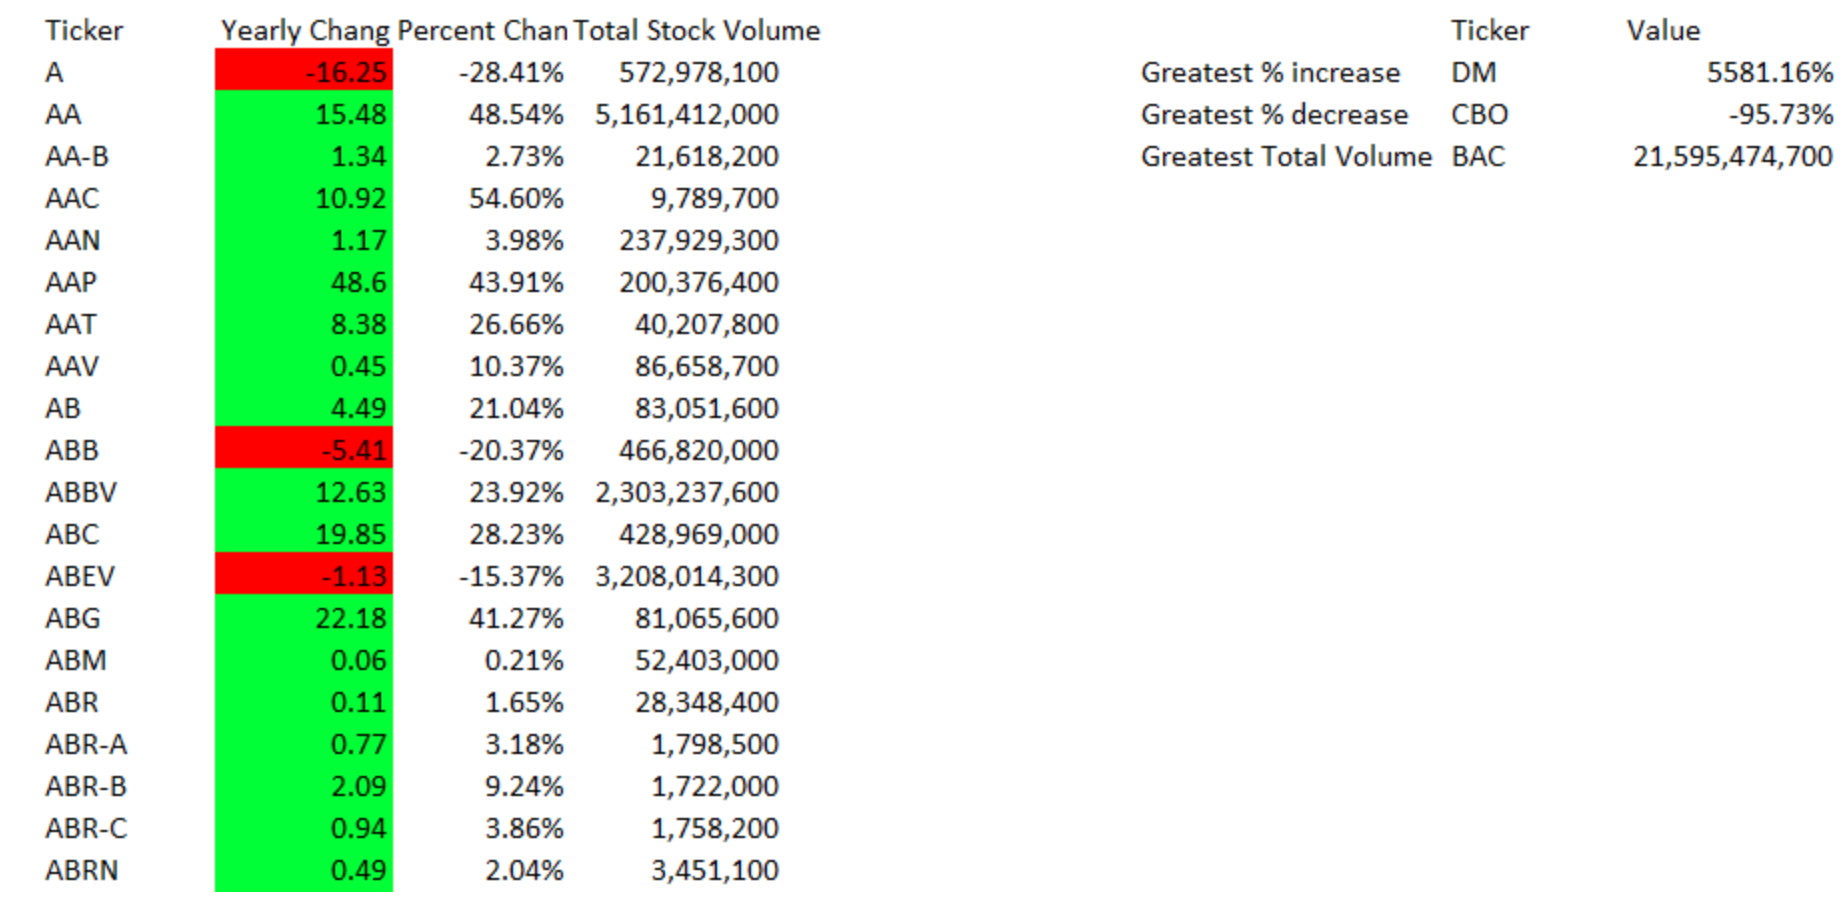 Ticker Yearly Chang Percent Chan Total Stock Volume Ticker Value
A -16.25 -28.41% 572,978,100 Greatest % increase DM 5581.16%
AA 15.48 48.54% 5,161,412,000 Greatest % decrease CBO -95.73%
AA-B 1.34 2.73% 21,618,200 Greatest Total Volume BAC 21,595,474,700
AAC 10.92 54.60% 9,789,700
AAN 1.17 3.98% 237,929,300
AAP 48.6 43.91% 200,376,400
AAT 8.38 26.66% 40,207,800
AAV 0.45 10.37% 86,658,700
AB 4.49 21.04% 83,051,600
ABB -5.41 -20.37% 466,820,000
ABBV 12.63 23.92% 2,303,237,600
ABC 19.85 28.23% 428,969,000
ABEV -1.13 -15.37% 3,208,014,300
ABG 22.18 41.27% 81,065,600
ABM 0.06 0.21% 52,403,000
ABR 0.11 1.65% 28,348,400
ABR-A 0.77 3.18% 1,798,500
ABR-B 2.09 9.24% 1,722,000
ABR-C 0.94 3.86% 1,758,200
ABRN 0.49 2.04% 3,451,100